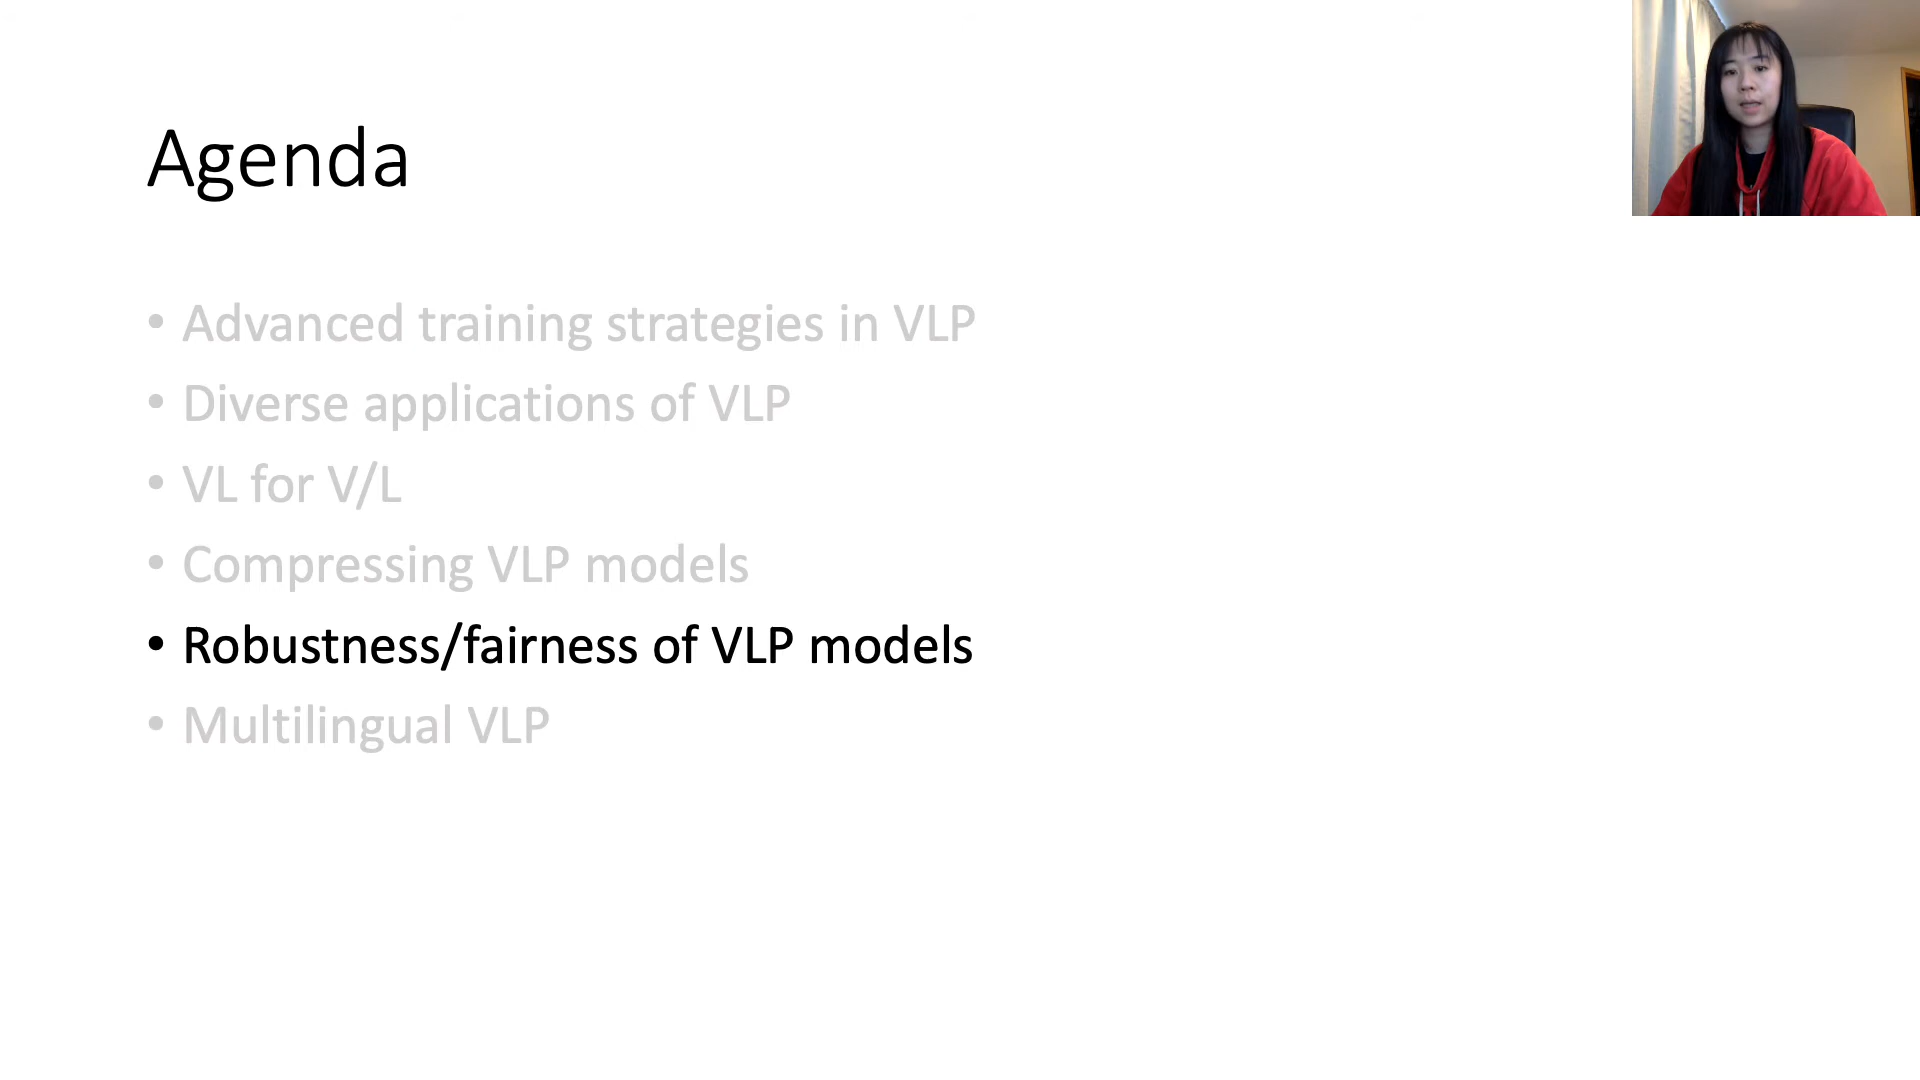 Agenda
• Advanced training strategies in VLP
• Diverse applications of VLP
• VL for V/L
• Compressing VLP models
• Robustness/fairness of VLP models
• Multilingual VLP